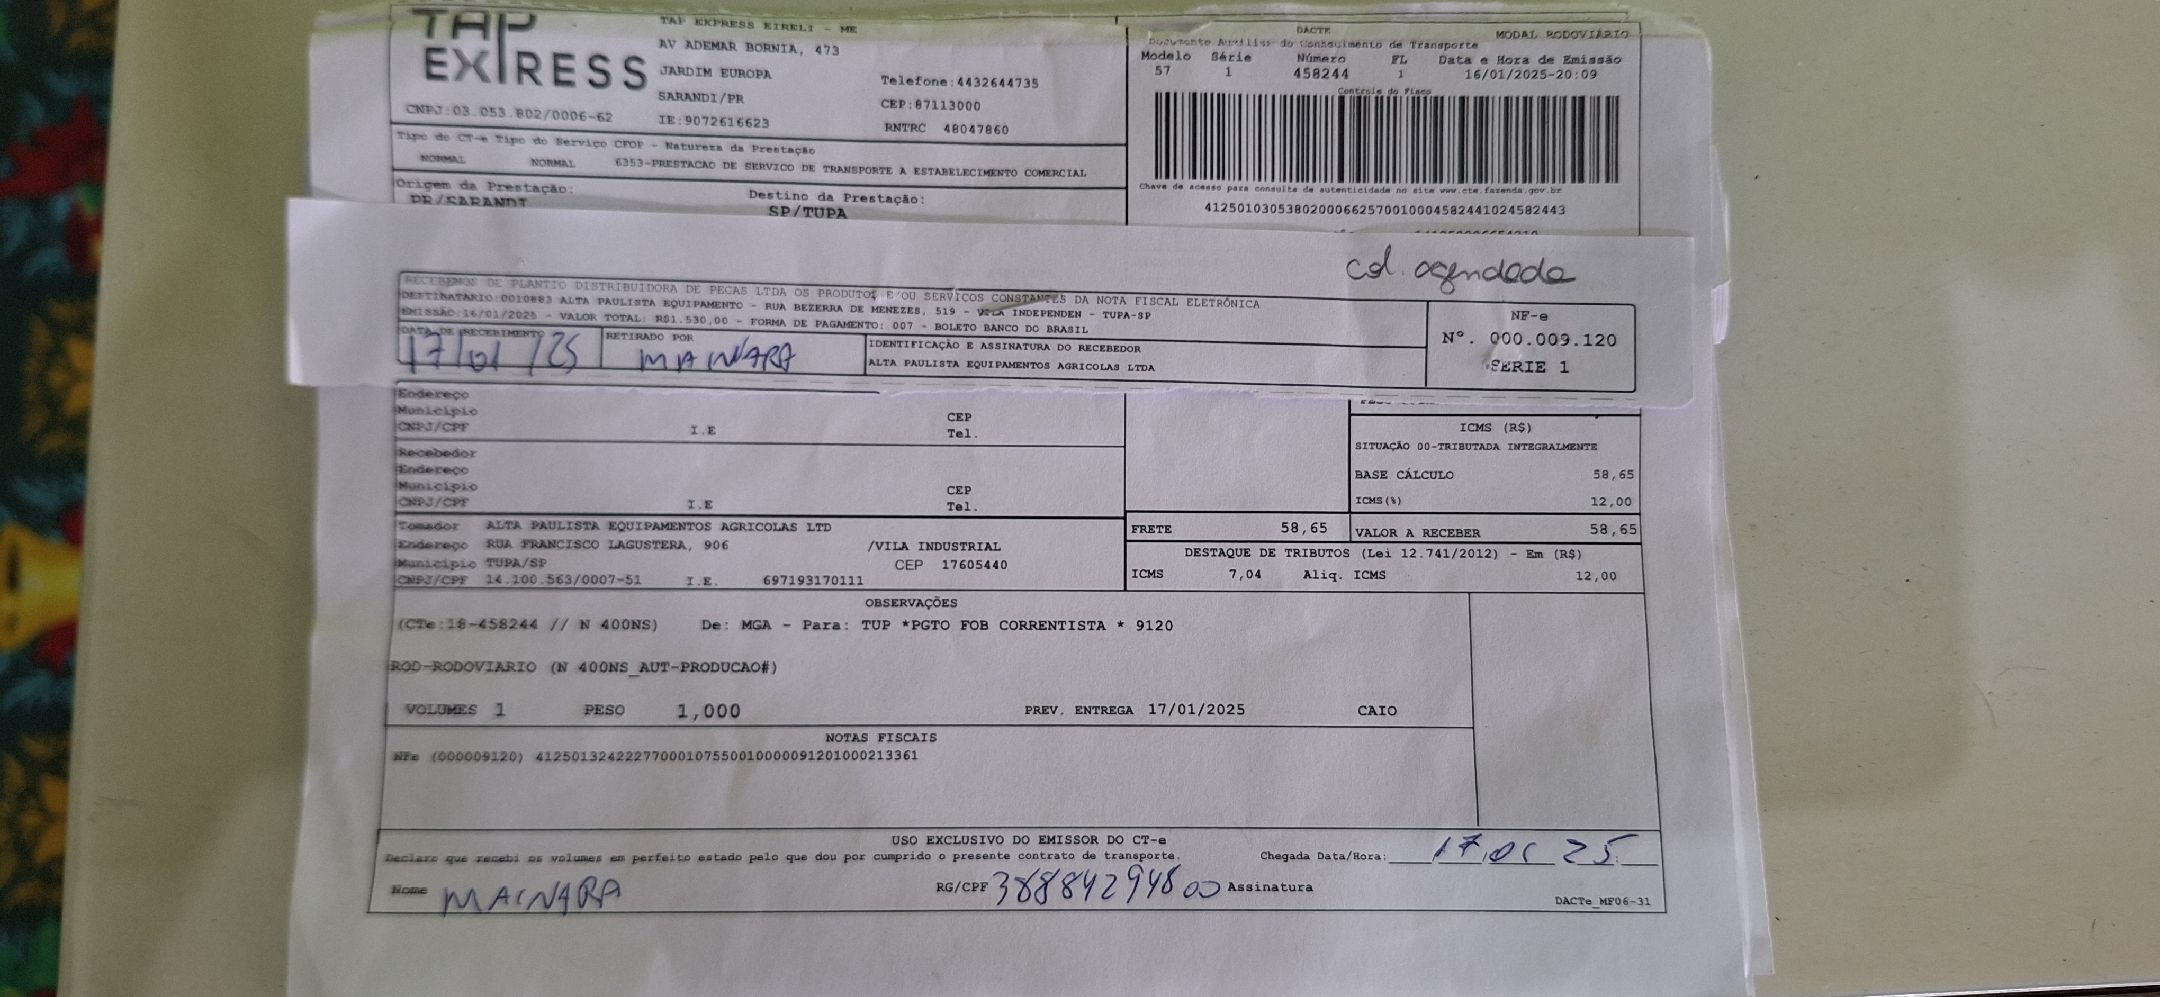 TAP EXPRESS
TAP EXPRESS EIRELI - ME
AV ADEMAR BORNIA, 473
JARDIM EUROPA
SARANDI/PR
IE:9072616623
Telefone:4432644735
CEP:87113000
RNTRC 48047860
CNPJ:03.053.802/0006-62
DACTE
MODAL RODOVIÁRIO
Documento Auxiliar do Conhecimento de Transporte
Modelo Série Número FL Data e Hora de Emissão
57 1 458244 1 16/01/2025-20:09
Controle do Fisco
Tipo do CT-e Tipo do Serviço CFOP - Natureza da Prestação
NORMAL NORMAL 6353-PRESTACAO DE SERVICO DE TRANSPORTE A ESTABELECIMENTO COMERCIAL
Chave de acesso para consulta de autenticidade no site www.cte.fazenda.gov.br
41250103053802000662570010004582441024582443
Origem da Prestação: Destino da Prestação:
PR/SARANDI SP/TUPA
col. agendada
RECEBEMOS DE PLANTIO DISTRIBUIDORA DE PECAS LTDA OS PRODUTOS E/OU SERVICOS CONSTANTES DA NOTA FISCAL ELETRÔNICA
DESTINATARIO:0010883 ALTA PAULISTA EQUIPAMENTO - RUA BEZERRA DE MENEZES, 519 - VILA INDEPENDEN - TUPA-SP
EMISSÃO:16/01/2025 - VALOR TOTAL: R$1.530,00 - FORMA DE PAGAMENTO: 007 - BOLETO BANCO DO BRASIL
DATA DE RECEBIMENTO RETIRADO POR IDENTIFICAÇÃO E ASSINATURA DO RECEBEDOR
17/01/25 MAINARA ALTA PAULISTA EQUIPAMENTOS AGRICOLAS LTDA
NF-e
Nº. 000.009.120
SERIE 1
Endereço
Município CEP
CNPJ/CPF I.E Tel.
Recebedor
Endereço
Município CEP
CNPJ/CPF I.E Tel.
ICMS (R$)
SITUAÇÃO 00-TRIBUTADA INTEGRALMENTE
BASE CÁLCULO 58,65
ICMS(%) 12,00
Tomador ALTA PAULISTA EQUIPAMENTOS AGRICOLAS LTD
Endereço RUA FRANCISCO LAGUSTERA, 906 /VILA INDUSTRIAL
Município TUPA/SP CEP 17605440
CNPJ/CPF 14.100.563/0007-51 I.E. 697193170111
FRETE 58,65 VALOR A RECEBER 58,65
DESTAQUE DE TRIBUTOS (Lei 12.741/2012) - Em (R$)
ICMS 7,04 Aliq. ICMS 12,00
OBSERVAÇÕES
(CTe:18-458244 // N 400NS) De: MGA - Para: TUP *PGTO FOB CORRENTISTA * 9120
ROD-RODOVIARIO (N 400NS_AUT-PRODUCAO#)
VOLUMES 1 PESO 1,000 PREV. ENTREGA 17/01/2025 CAIO
NOTAS FISCAIS
NFe (000009120) 41250132422277000107550010000091201000213361
USO EXCLUSIVO DO EMISSOR DO CT-e
Declaro que recebi os volumes em perfeito estado pelo que dou por cumprido o presente contrato de transporte. Chegada Data/Hora: 17 01 25
Nome MAINARA RG/CPF 38884294800 Assinatura
DACTe_MF06-31